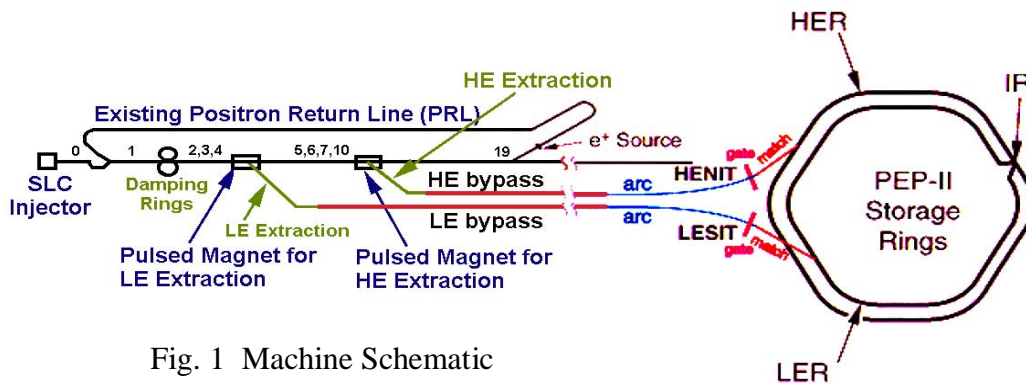 HER
HE Extraction
IR
Existing Positron Return Line (PRL)
0
1
2,3,4
5,6,7,10
19
e+ Source
SLC
Injector
Damping
Rings
HE bypass
arc
HENIT
gate
match
PEP-II
Storage
Rings
LE Extraction
LE bypass
arc
LESIT
gate
match
Pulsed Magnet for
LE Extraction
Pulsed Magnet for
HE Extraction
Fig. 1 Machine Schematic
LER